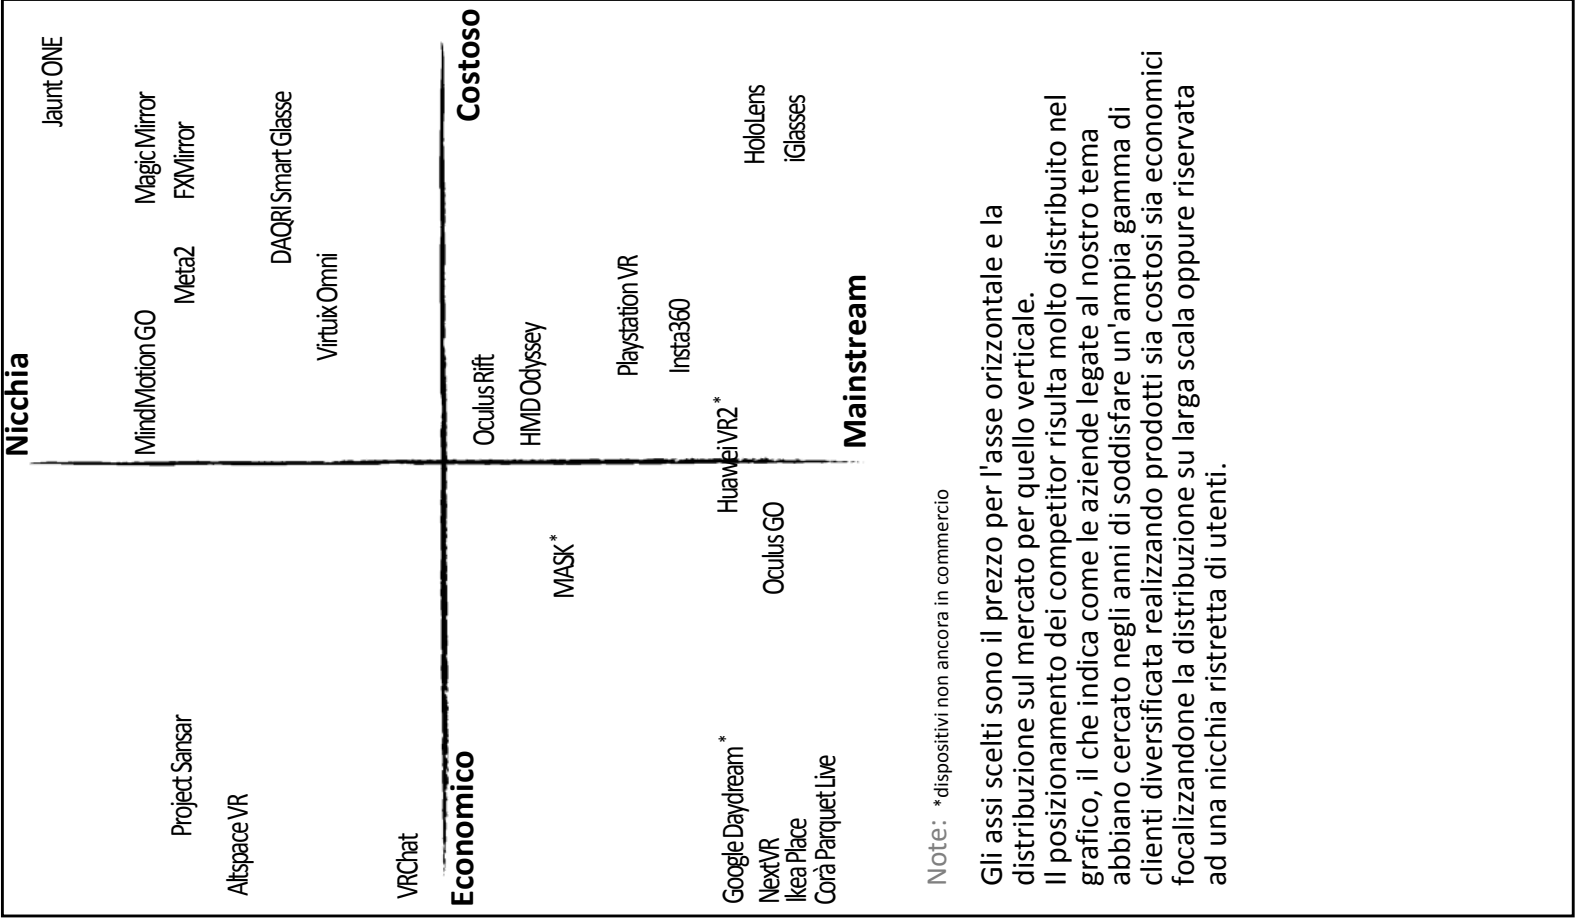 Nicchia
Jaunt ONE
MindMotion GO
Magic Mirror
Project Sansar
Meta2
FXMirror
Altspace VR
DAQRI Smart Glasse
Virtuix Omni
VRChat
Economico
Costoso
Oculus Rift
HMD Odyssey
MASK*
Playstation VR
Insta360
Google Daydream*
Huawei VR2*
NextVR
Oculus GO
HoloLens
Ikea Place
iGlasses
Corà Parquet Live
Mainstream
Note: *dispositivi non ancora in commercio
Gli assi scelti sono il prezzo per l'asse orizzontale e la
distribuzione sul mercato per quello verticale.
Il posizionamento dei competitor risulta molto distribuito nel
grafico, il che indica come le aziende legate al nostro tema
abbiano cercato negli anni di soddisfare un'ampia gamma di
clienti diversificata realizzando prodotti sia costosi sia economici
focalizzandone la distribuzione su larga scala oppure riservata
ad una nicchia ristretta di utenti.